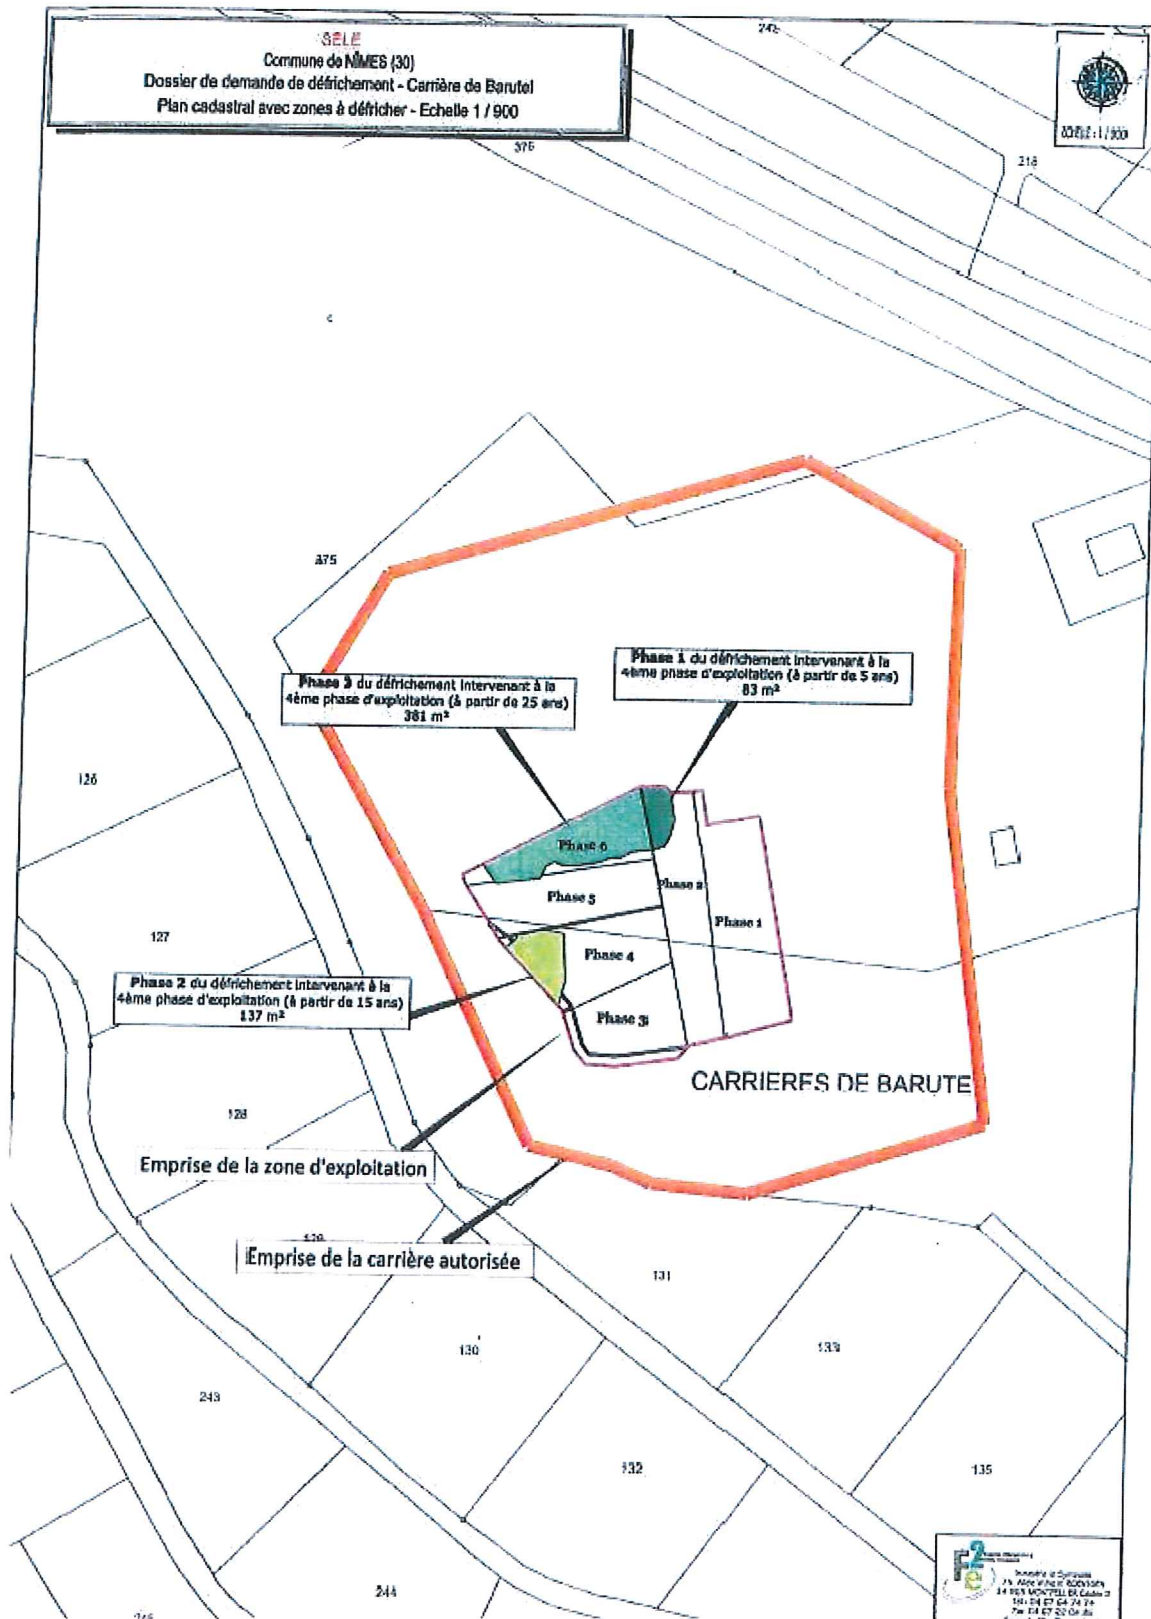 SELE
Commune de NÎMES (30)
Dossier de demande de défrichement - Carrière de Barutel
Plan cadastral avec zones à défricher - Echelle 1 / 900
376
218
375
Phase 3 du défrichement intervenant à la
4ème phase d'exploitation (à partir de 25 ans)
381 m²
Phase 1 du défrichement intervenant à la
4ème phase d'exploitation (à partir de 5 ans)
83 m²
126
Phase 6
Phase 2
Phase 5
Phase 1
127
Phase 4
Phase 2 du défrichement intervenant à la
4ème phase d'exploitation (à partir de 15 ans)
137 m²
Phase 3
CARRIERES DE BARUTE
128
Emprise de la zone d'exploitation
129
Emprise de la carrière autorisée
131
130
133
243
132
135
244
F2e